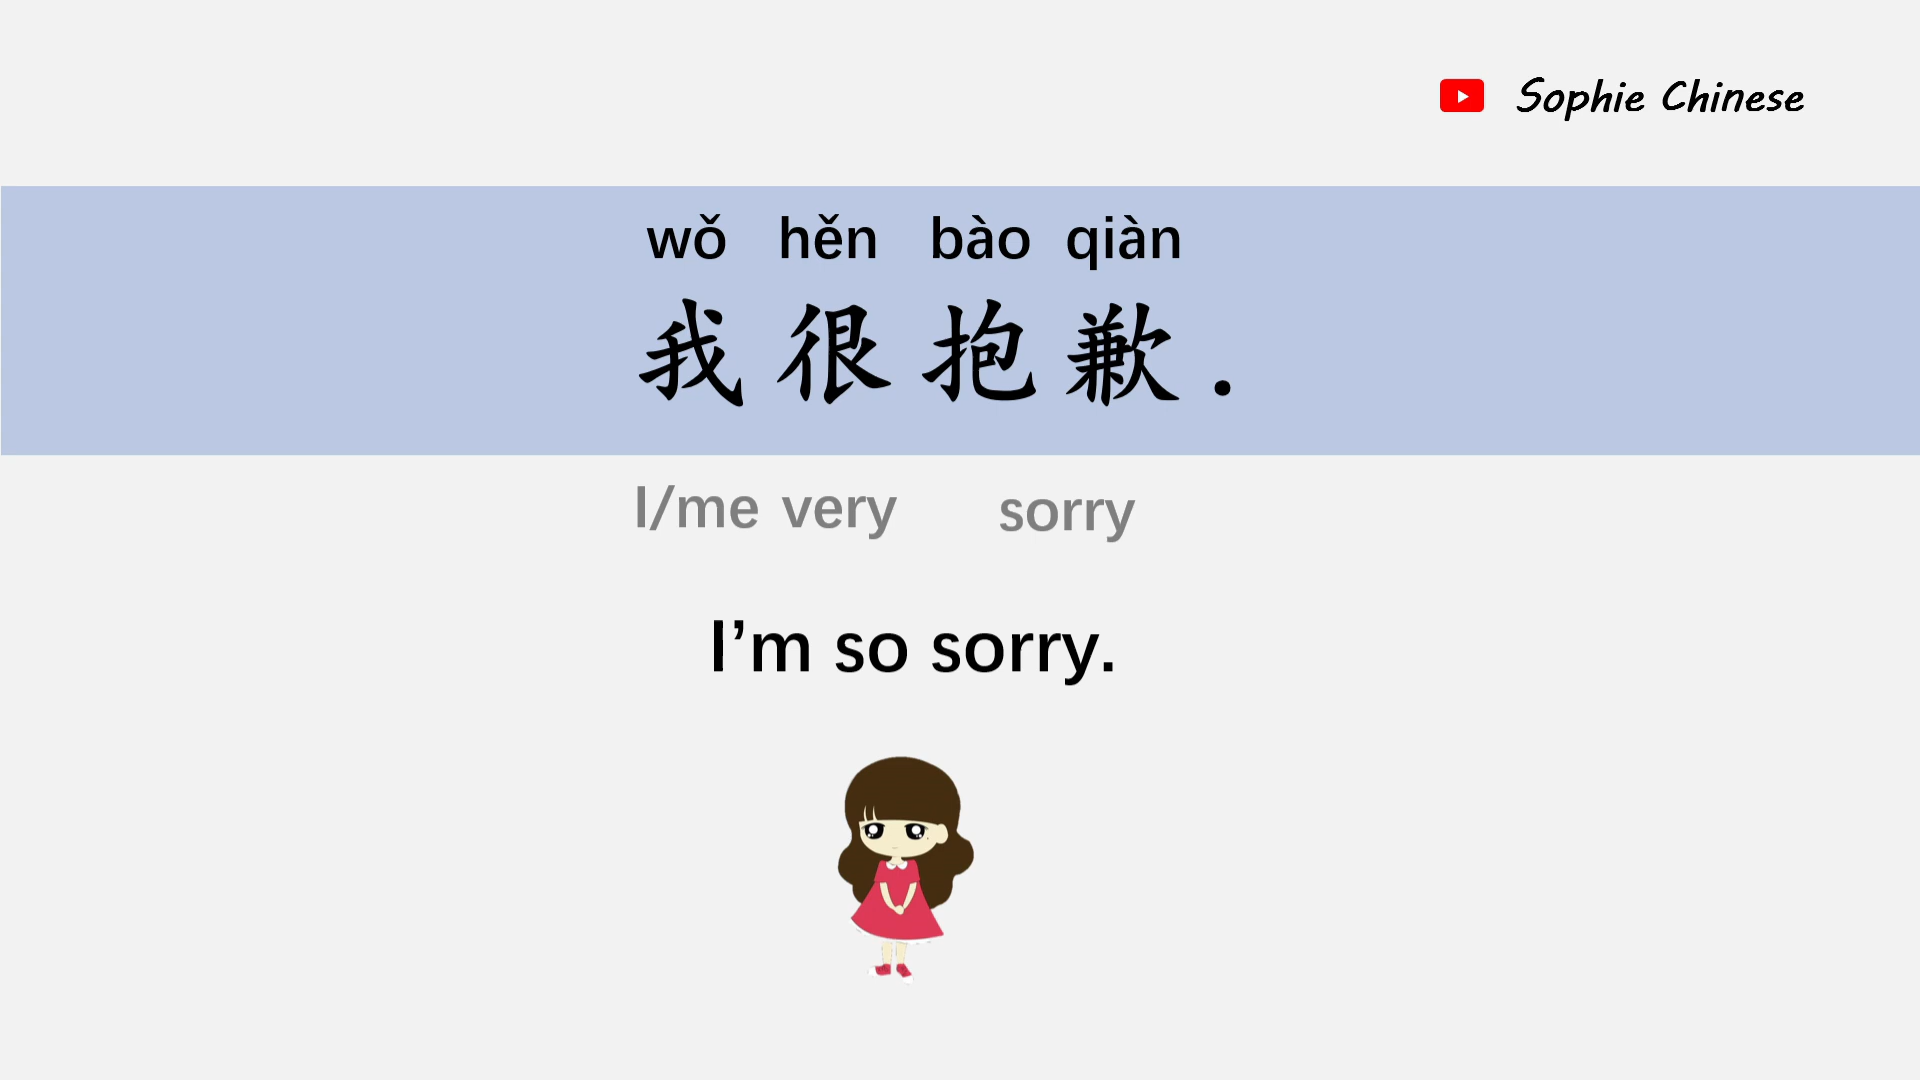 Sophie Chinese
wǒ hěn bào qiàn
我很抱歉.
I/me very sorry
I’m so sorry.